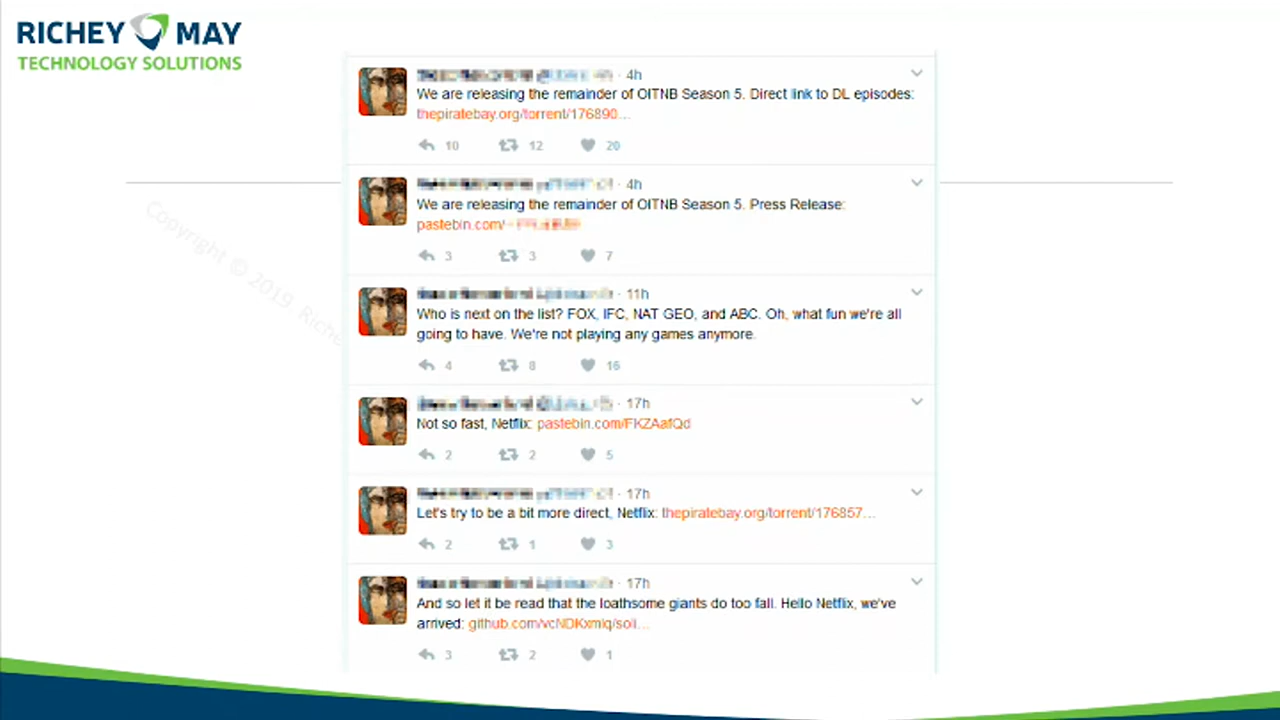 RICHEY MAY
TECHNOLOGY SOLUTIONS
· 4h
We are releasing the remainder of OITNB Season 5. Direct link to DL episodes:
thepiratebay.org/torrent/176890...
10 12 20
· 4h
We are releasing the remainder of OITNB Season 5. Press Release:
pastebin.com/
3 3 7
· 11h
Who is next on the list? FOX, IFC, NAT GEO, and ABC. Oh, what fun we're all
going to have. We're not playing any games anymore.
4 8 16
· 17h
Not so fast, Netflix: pastebin.com/FKZAafQd
2 2 5
· 17h
Let's try to be a bit more direct, Netflix: thepiratebay.org/torrent/176857...
2 1 3
· 17h
And so let it be read that the loathsome giants do too fall. Hello Netflix, we've
arrived: github.com/vcNDKxmlq/soli...
3 2 1
Copyright © 2019 Riche